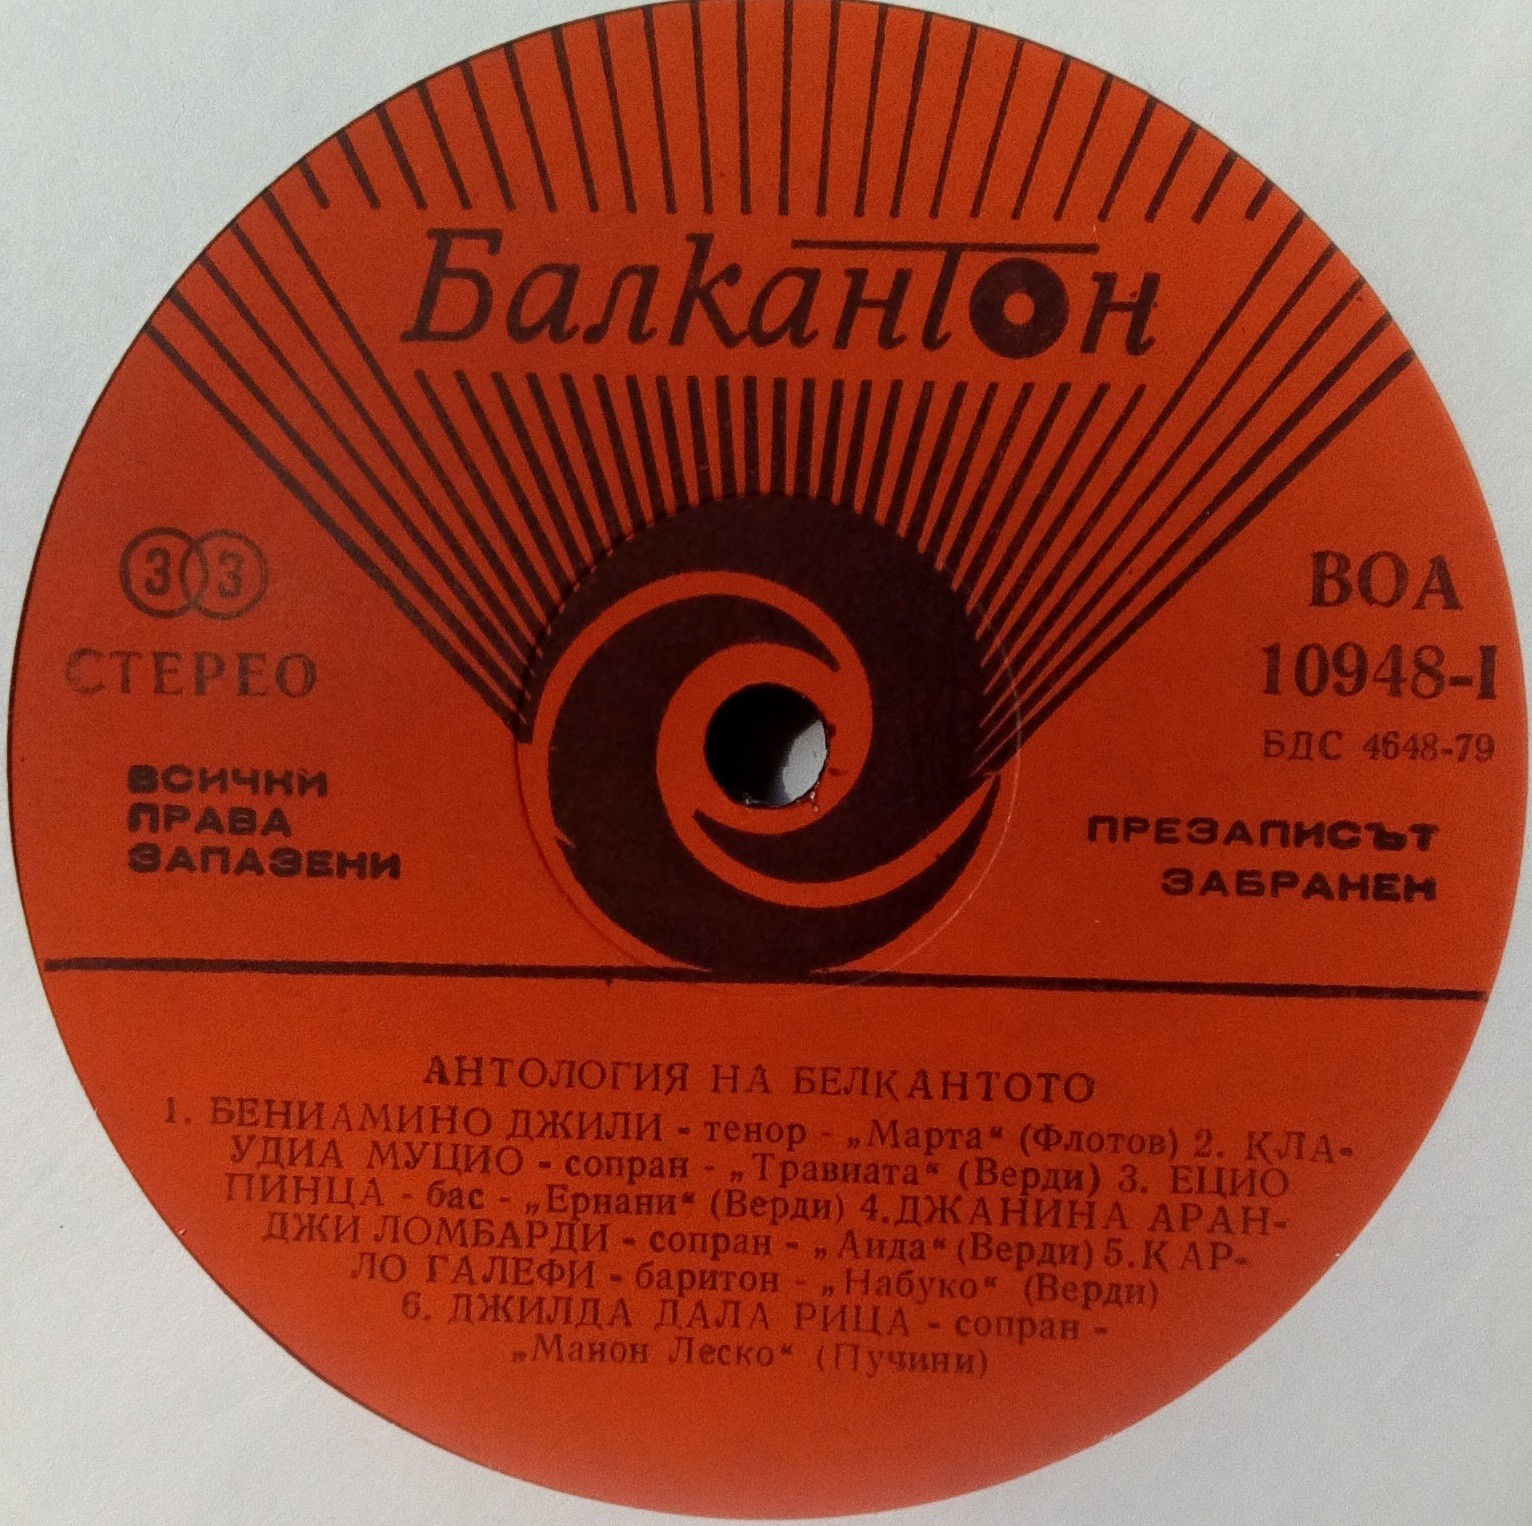 Балкантон
33
СТЕРЕО
ВСИЧКИ
ПРАВА
ЗАПАЗЕНИ
ВОА
10948-I
БДС 4648-79
ПРЕЗАПИСЪТ
ЗАБРАНЕН
АНТОЛОГИЯ НА БЕЛКАНТОТО
1. БЕНИАМИНО ДЖИЛИ - тенор - „Марта“ (Флотов) 2. КЛА-
УДИА МУЦИО - сопран - „Травиата“ (Верди) 3. ЕЦИО
ПИНЦА - бас - „Ернани“ (Верди) 4.ДЖАНИНА АРАН-
ДЖИ ЛОМБАРДИ - сопран - „Аида“ (Верди) 5.КАР-
ЛО ГАЛЕФИ - баритон - „Набуко“ (Верди)
6. ДЖИЛДА ДАЛА РИЦА - сопран -
„Манон Леско“ (Пучини)